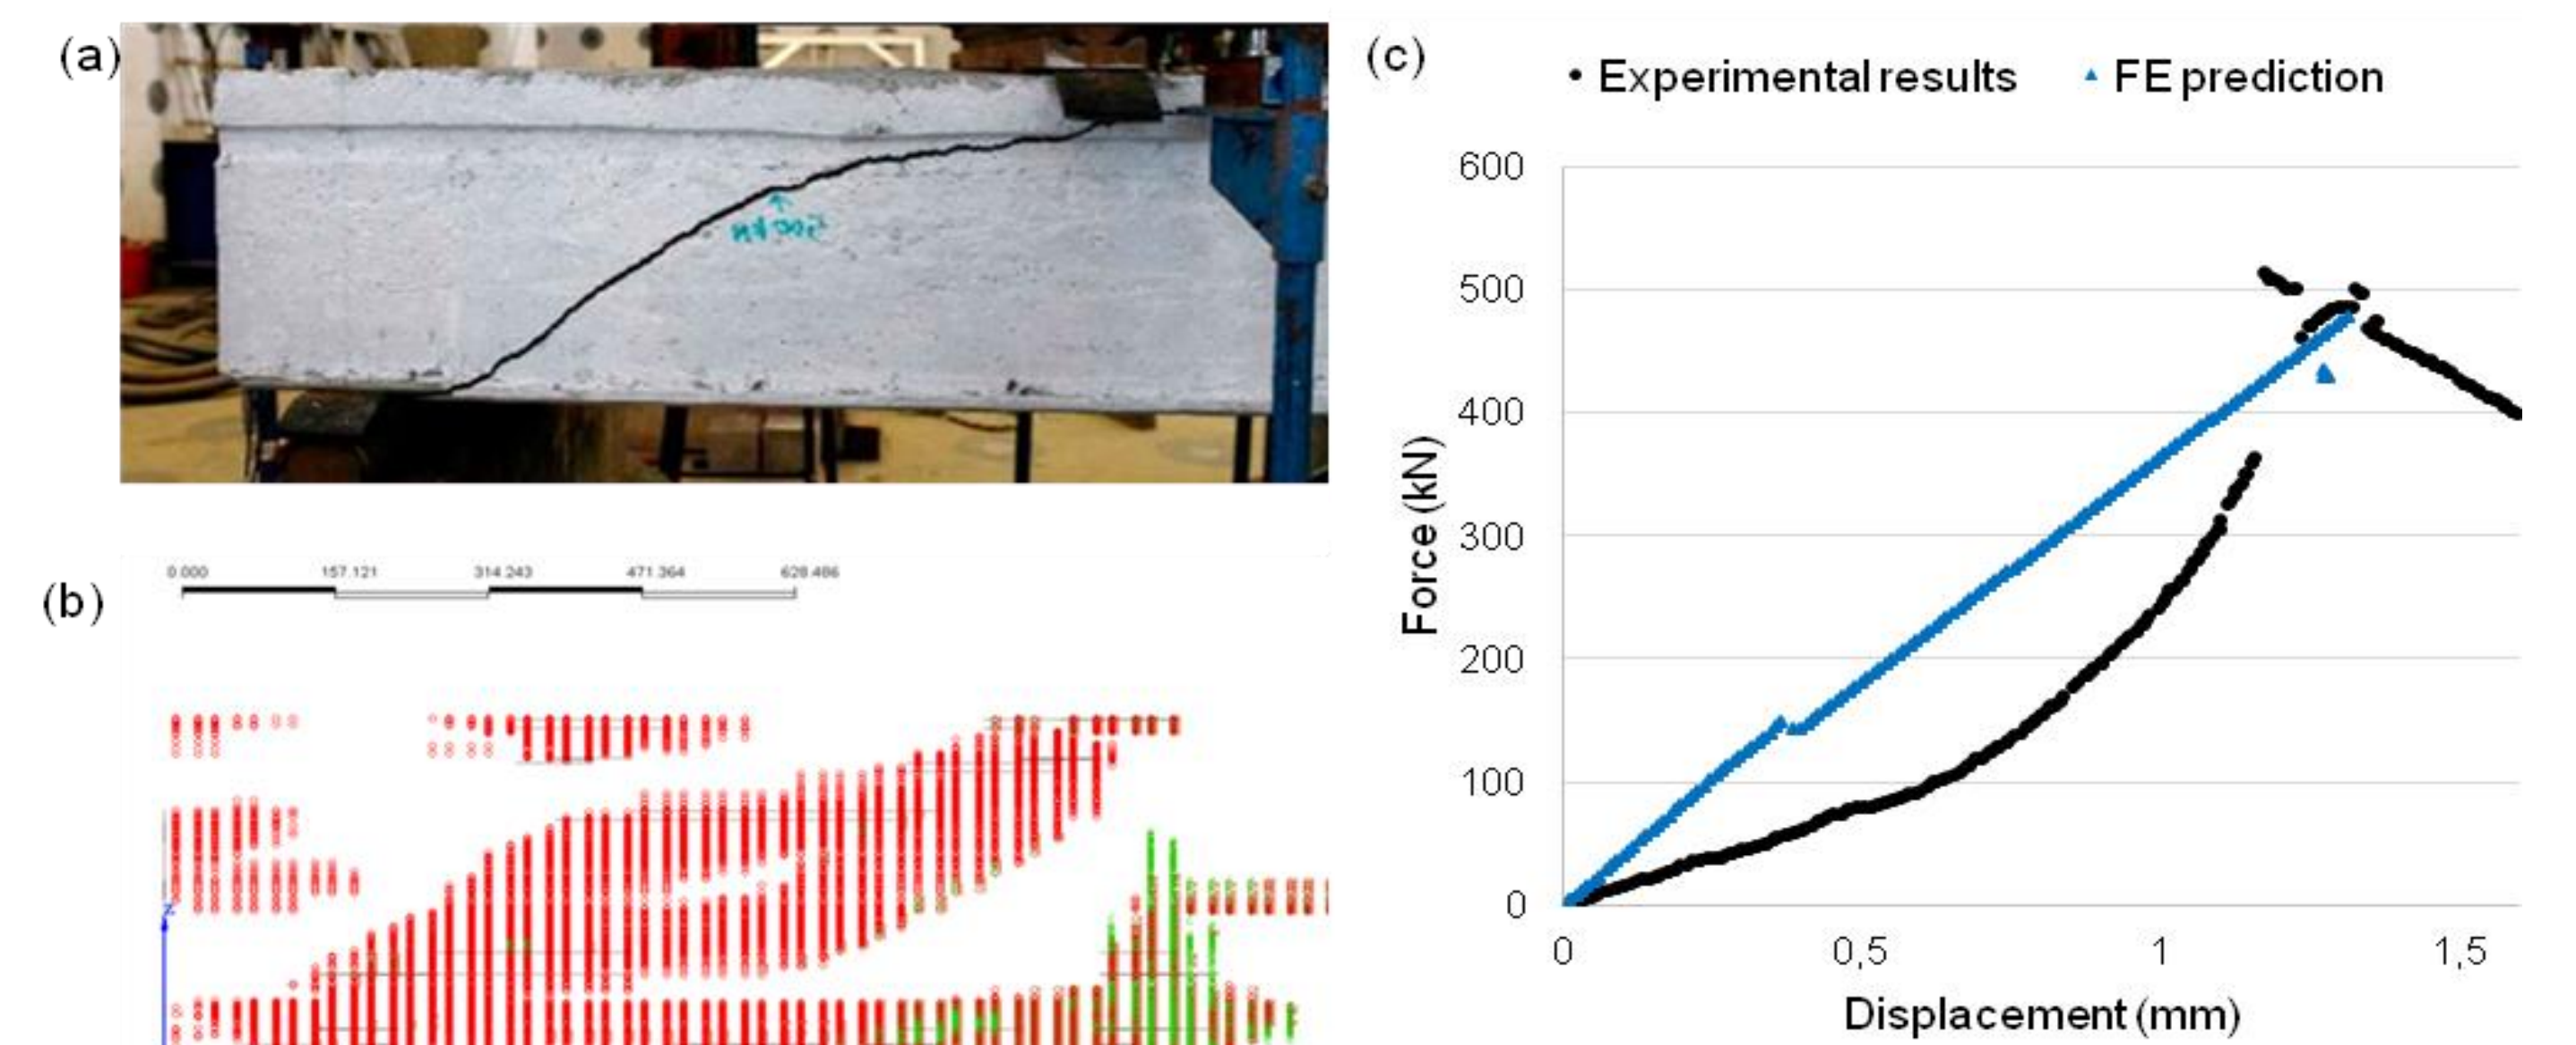 (a)
(b)
0.000 157.121 314.243 471.364 628.486
Z
(c)
Experimental results FE prediction
600
500
400
300
200
100
0
0 0,5 1 1,5
Force (kN)
Displacement (mm)